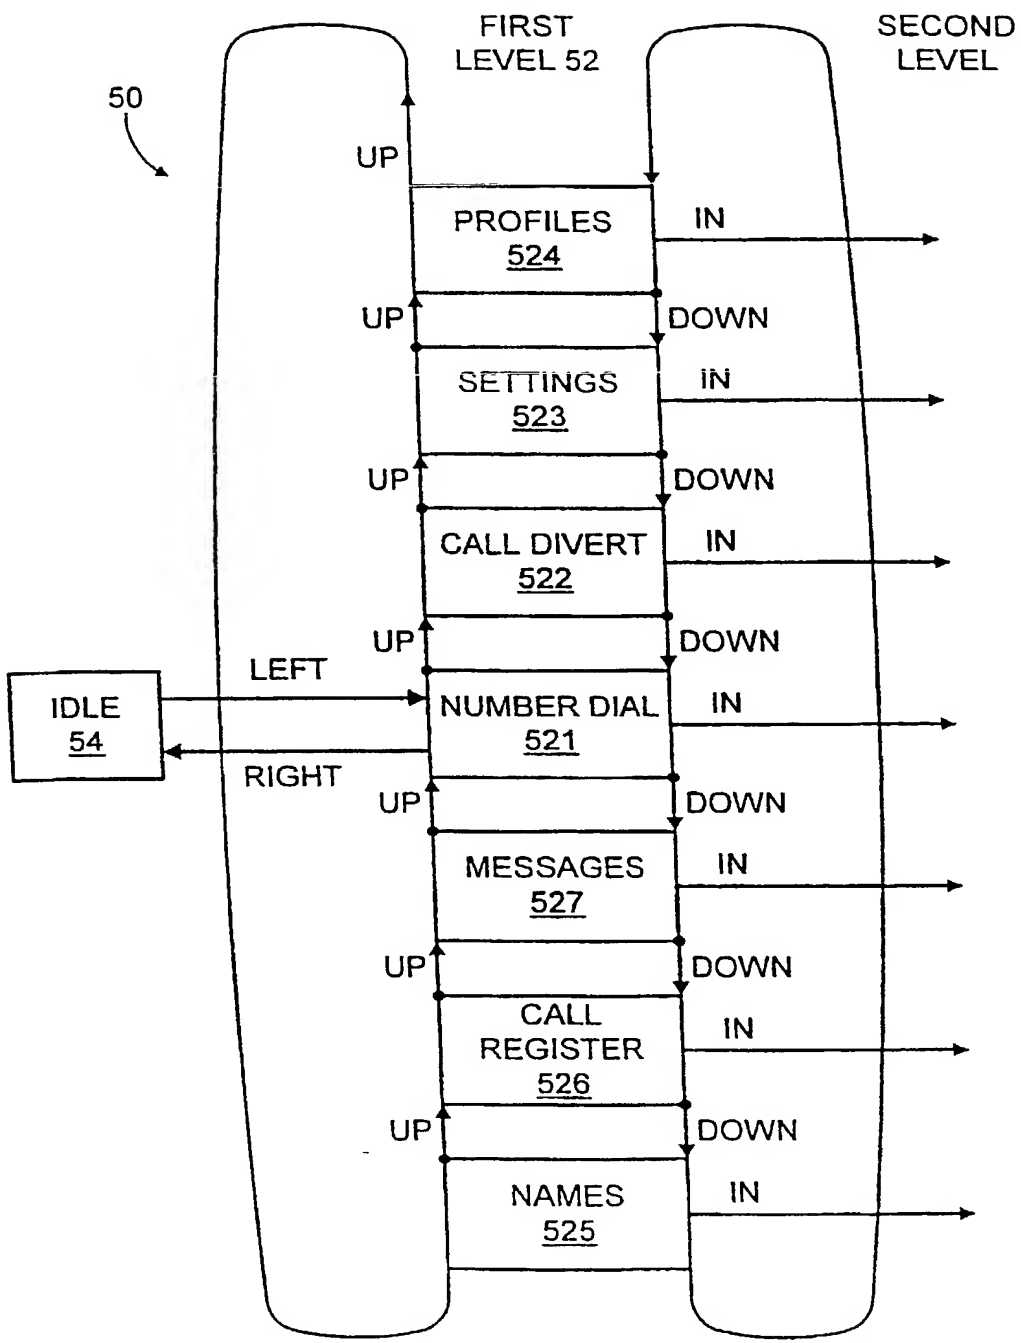 FIRST
LEVEL 52
SECOND
LEVEL
50
UP
PROFILES
524
IN
UP
DOWN
SETTINGS
523
IN
UP
DOWN
CALL DIVERT
522
IN
UP
DOWN
IDLE
54
LEFT
RIGHT
NUMBER DIAL
521
IN
UP
DOWN
MESSAGES
527
IN
UP
DOWN
CALL
REGISTER
526
IN
UP
DOWN
NAMES
525
IN